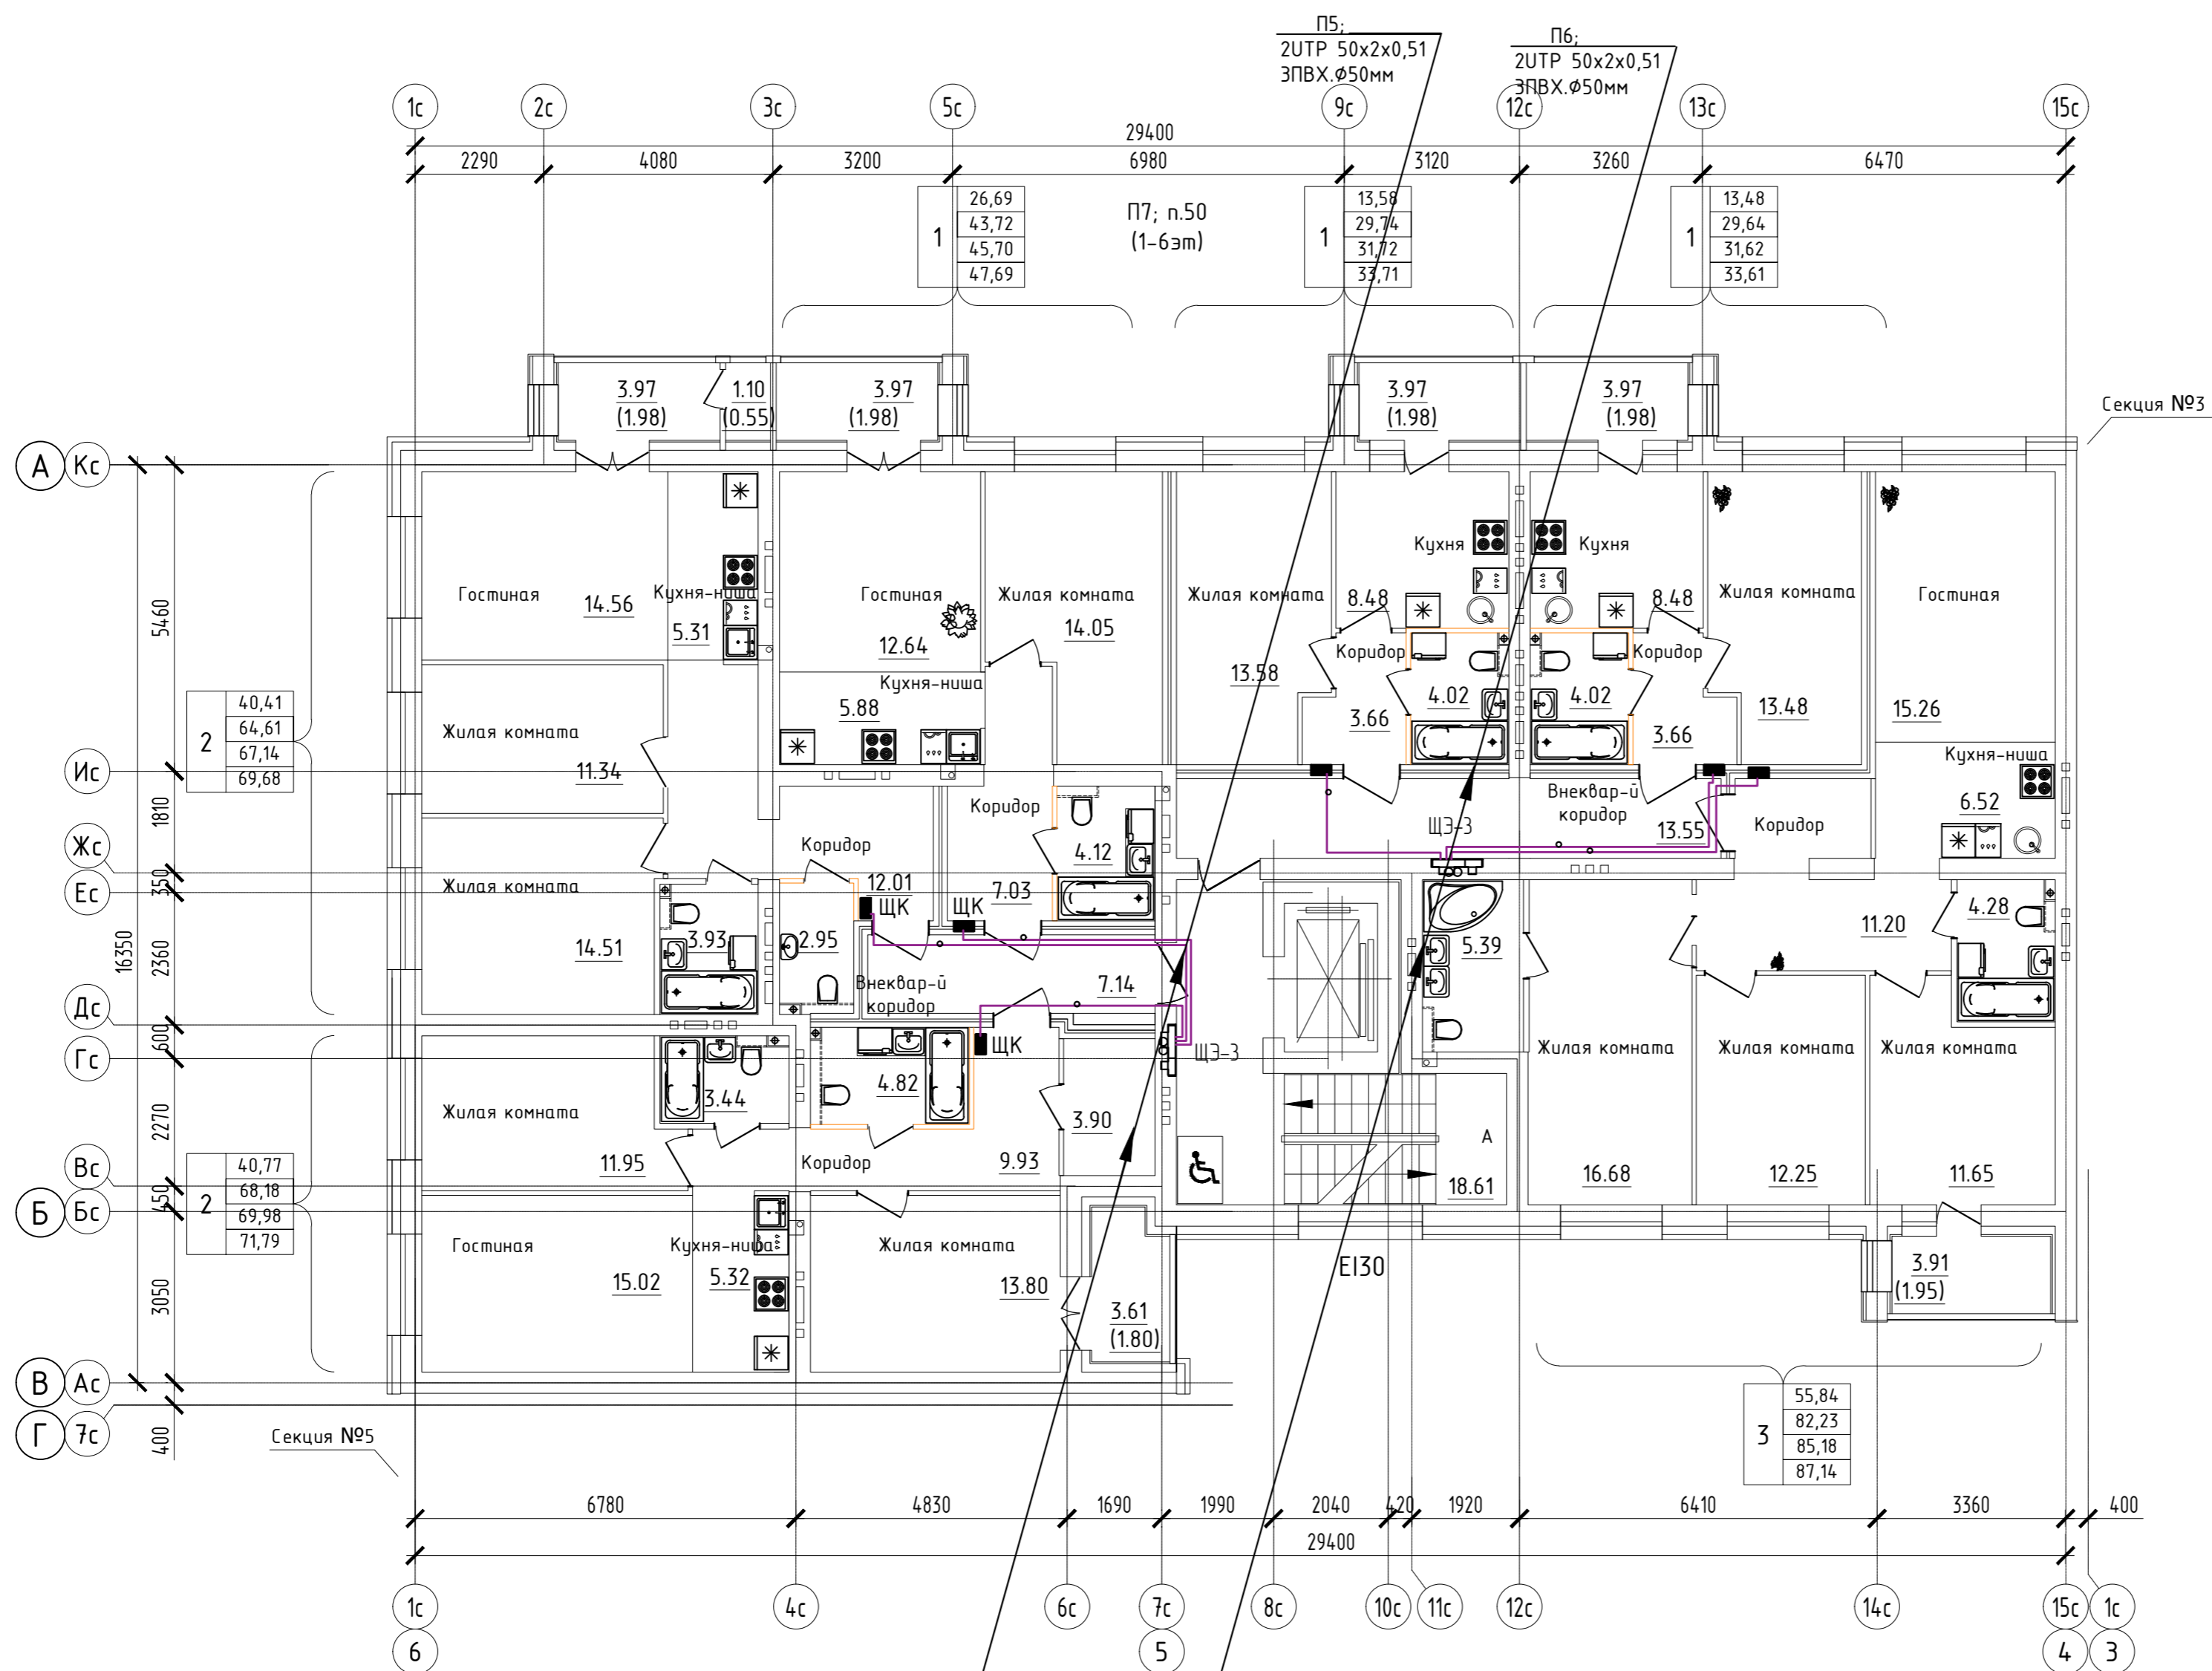 П5;
2UTP 50х2х0,51
3ПВХ.Ø50мм
П6;
2UTP 50х2х0,51
3ПВХ.Ø50мм
1с
2с
3с
5с
9с
12с
13с
15с
29400
2290
4080
3200
6980
3120
3260
6470
1
26,69
43,72
45,70
47,69
П7; п.50
(1-6эт)
1
13,58
29,74
31,72
33,71
1
13,48
29,64
31,62
33,61
3.97
(1.98)
1.10
(0.55)
3.97
(1.98)
3.97
(1.98)
3.97
(1.98)
Секция №3
А
Кс
Ис
Жс
Ес
Дс
Гс
Вс
Б
Бс
В
Ас
Г
7с
16350
5460
1810
350
2360
600
2270
450
3050
400
2
40,41
64,61
67,14
69,68
2
40,77
68,18
69,98
71,79
Гостиная
14.56
Кухня-ниша
5.31
Гостиная
12.64
Жилая комната
14.05
Жилая комната
13.58
Кухня
8.48
Кухня
8.48
Жилая комната
13.48
Гостиная
15.26
Коридор
3.66
4.02
4.02
Коридор
3.66
Кухня-ниша
5.88
Жилая комната
11.34
Кухня-ниша
6.52
Внеквар-й
коридор
13.55
ЩЭ-3
Коридор
Коридор
12.01
Коридор
7.03
4.12
ЩК
ЩК
Жилая комната
14.51
3.93
2.95
Внеквар-й
коридор
7.14
5.39
11.20
4.28
ЩК
ЩЭ-3
Жилая комната
16.68
Жилая комната
12.25
Жилая комната
11.65
Жилая комната
11.95
3.44
4.82
3.90
Коридор
9.93
А
18.61
Гостиная
15.02
Кухня-ниша
5.32
Жилая комната
13.80
3.61
(1.80)
EI30
3.91
(1.95)
3
55,84
82,23
85,18
87,14
Секция №5
6780
4830
1690
1990
2040
420
1920
6410
3360
400
29400
1с
4с
6с
7с
8с
10с
11с
12с
14с
15с
1с
6
5
4
3